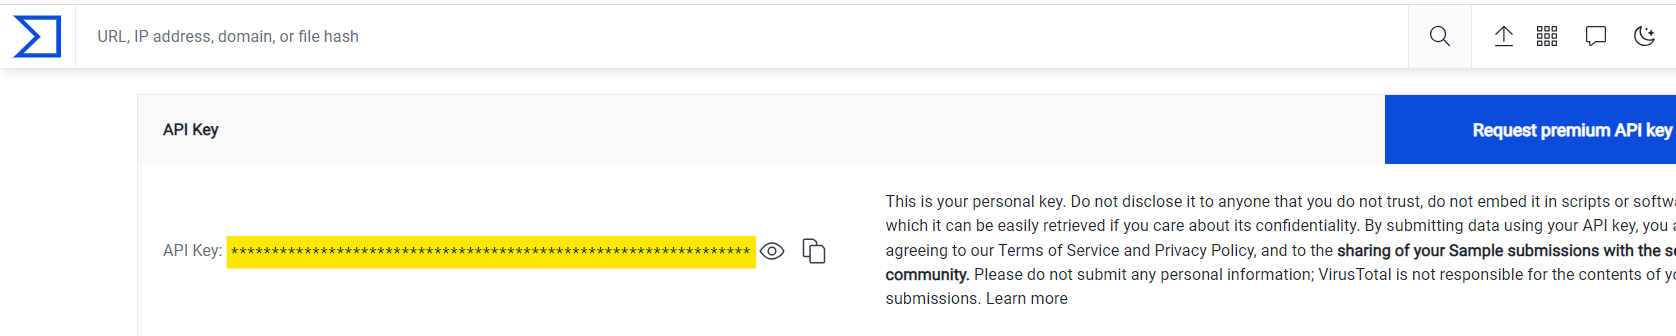 URL, IP address, domain, or file hash
API Key
Request premium API key
This is your personal key. Do not disclose it to anyone that you do not trust, do not embed it in scripts or softwa
which it can be easily retrieved if you care about its confidentiality. By submitting data using your API key, you a
API Key: ****************************************************************
agreeing to our Terms of Service and Privacy Policy, and to the sharing of your Sample submissions with the se
community. Please do not submit any personal information; VirusTotal is not responsible for the contents of yo
submissions. Learn more